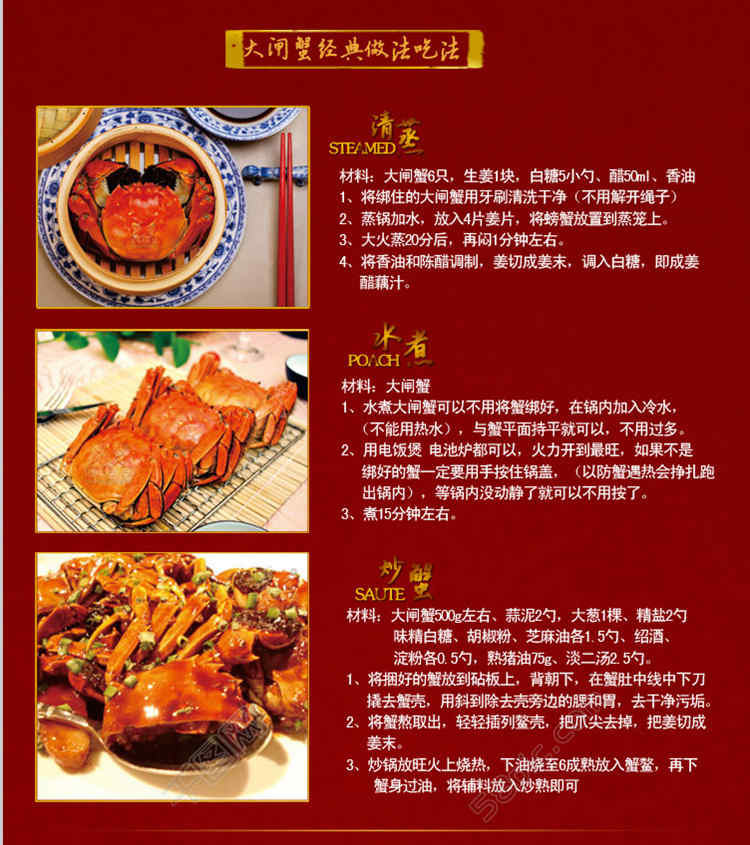 大闸蟹经典做法吃法
清蒸
STEAMED
材料：大闸蟹6只，生姜1块，白糖5小勺、醋50ml、香油
1、将绑住的大闸蟹用牙刷清洗干净（不用解开绳子）
2、蒸锅加水，放入4片姜片，将螃蟹放置到蒸笼上。
3、大火蒸20分后，再闷1分钟左右。
4、将香油和陈醋调制，姜切成姜末，调入白糖，即成姜
醋藕汁。
水煮
POACH
材料：大闸蟹
1、水煮大闸蟹可以不用将蟹绑好，在锅内加入冷水，
（不能用热水），与蟹平面持平就可以，不用过多。
2、用电饭煲 电池炉都可以，火力开到最旺，如果不是
绑好的蟹一定要用手按住锅盖，（以防蟹遇热会挣扎跑
出锅内），等锅内没动静了就可以不用按了。
3、煮15分钟左右。
炒蟹
SAUTE
材料：大闸蟹500g左右、蒜泥2勺，大葱1棵、精盐2勺
味精白糖、胡椒粉、芝麻油各1.5勺、绍酒、
淀粉各0.5勺，熟猪油75g、淡二汤2.5勺。
1、将捆好的蟹放到砧板上，背朝下，在蟹肚中线中下刀
撬去蟹壳，用斜到除去壳旁边的腮和胃，去干净污垢。
2、将蟹熬取出，轻轻插列鳌壳，把爪尖去掉，把姜切成
姜末。
3、炒锅放旺火上烧热，下油烧至6成熟放入蟹鳌，再下
蟹身过油，将辅料放入炒熟即可